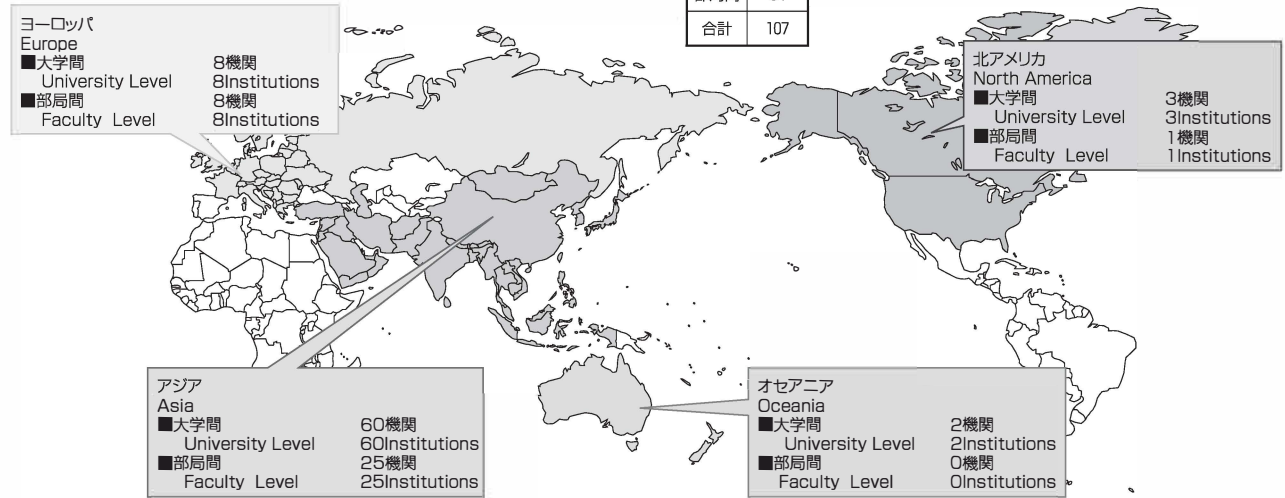 合計 107
ヨーロッパ
Europe
■大学間 8機関
University Level 8Institutions
■部局間 8機関
Faculty Level 8Institutions
北アメリカ
North America
■大学間 3機関
University Level 3Institutions
■部局間 1機関
Faculty Level 1Institutions
アジア
Asia
■大学間 60機関
University Level 60Institutions
■部局間 25機関
Faculty Level 25Institutions
オセアニア
Oceania
■大学間 2機関
University Level 2Institutions
■部局間 0機関
Faculty Level 0Institutions